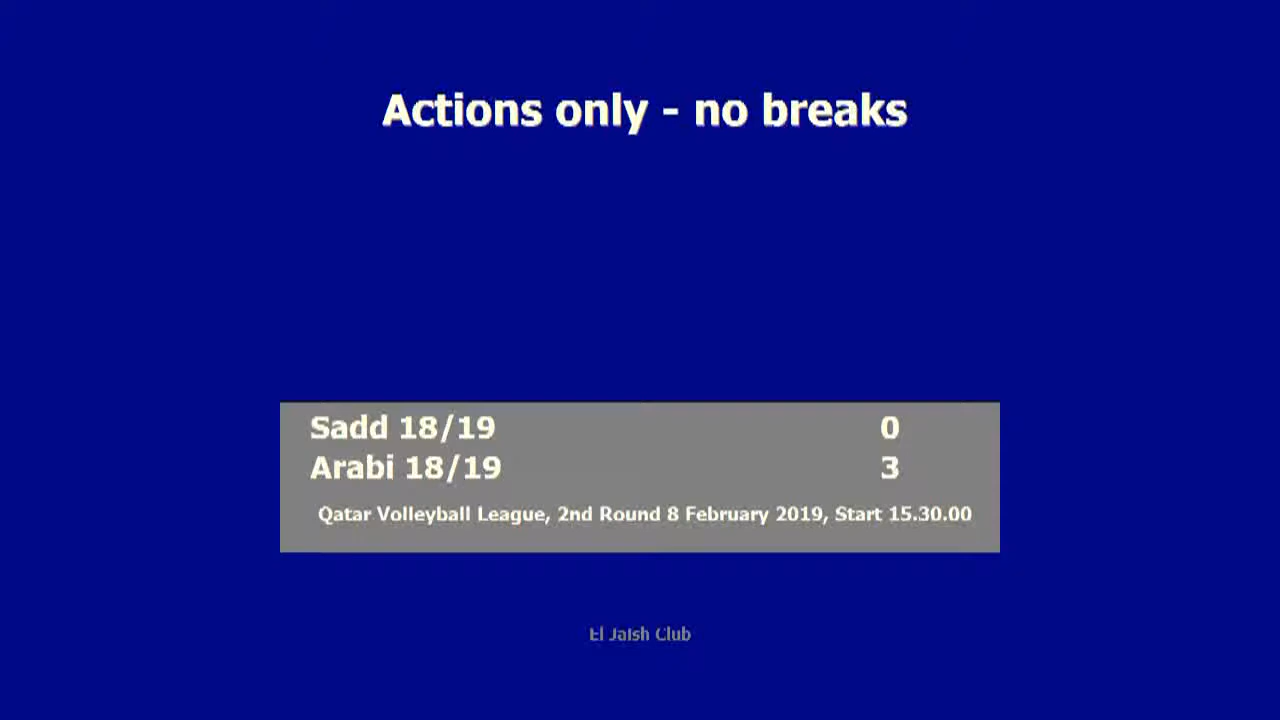 Actions only - no breaks
Sadd 18/19 0
Arabi 18/19 3
Qatar Volleyball League, 2nd Round 8 February 2019, Start 15.30.00
El Jaish Club